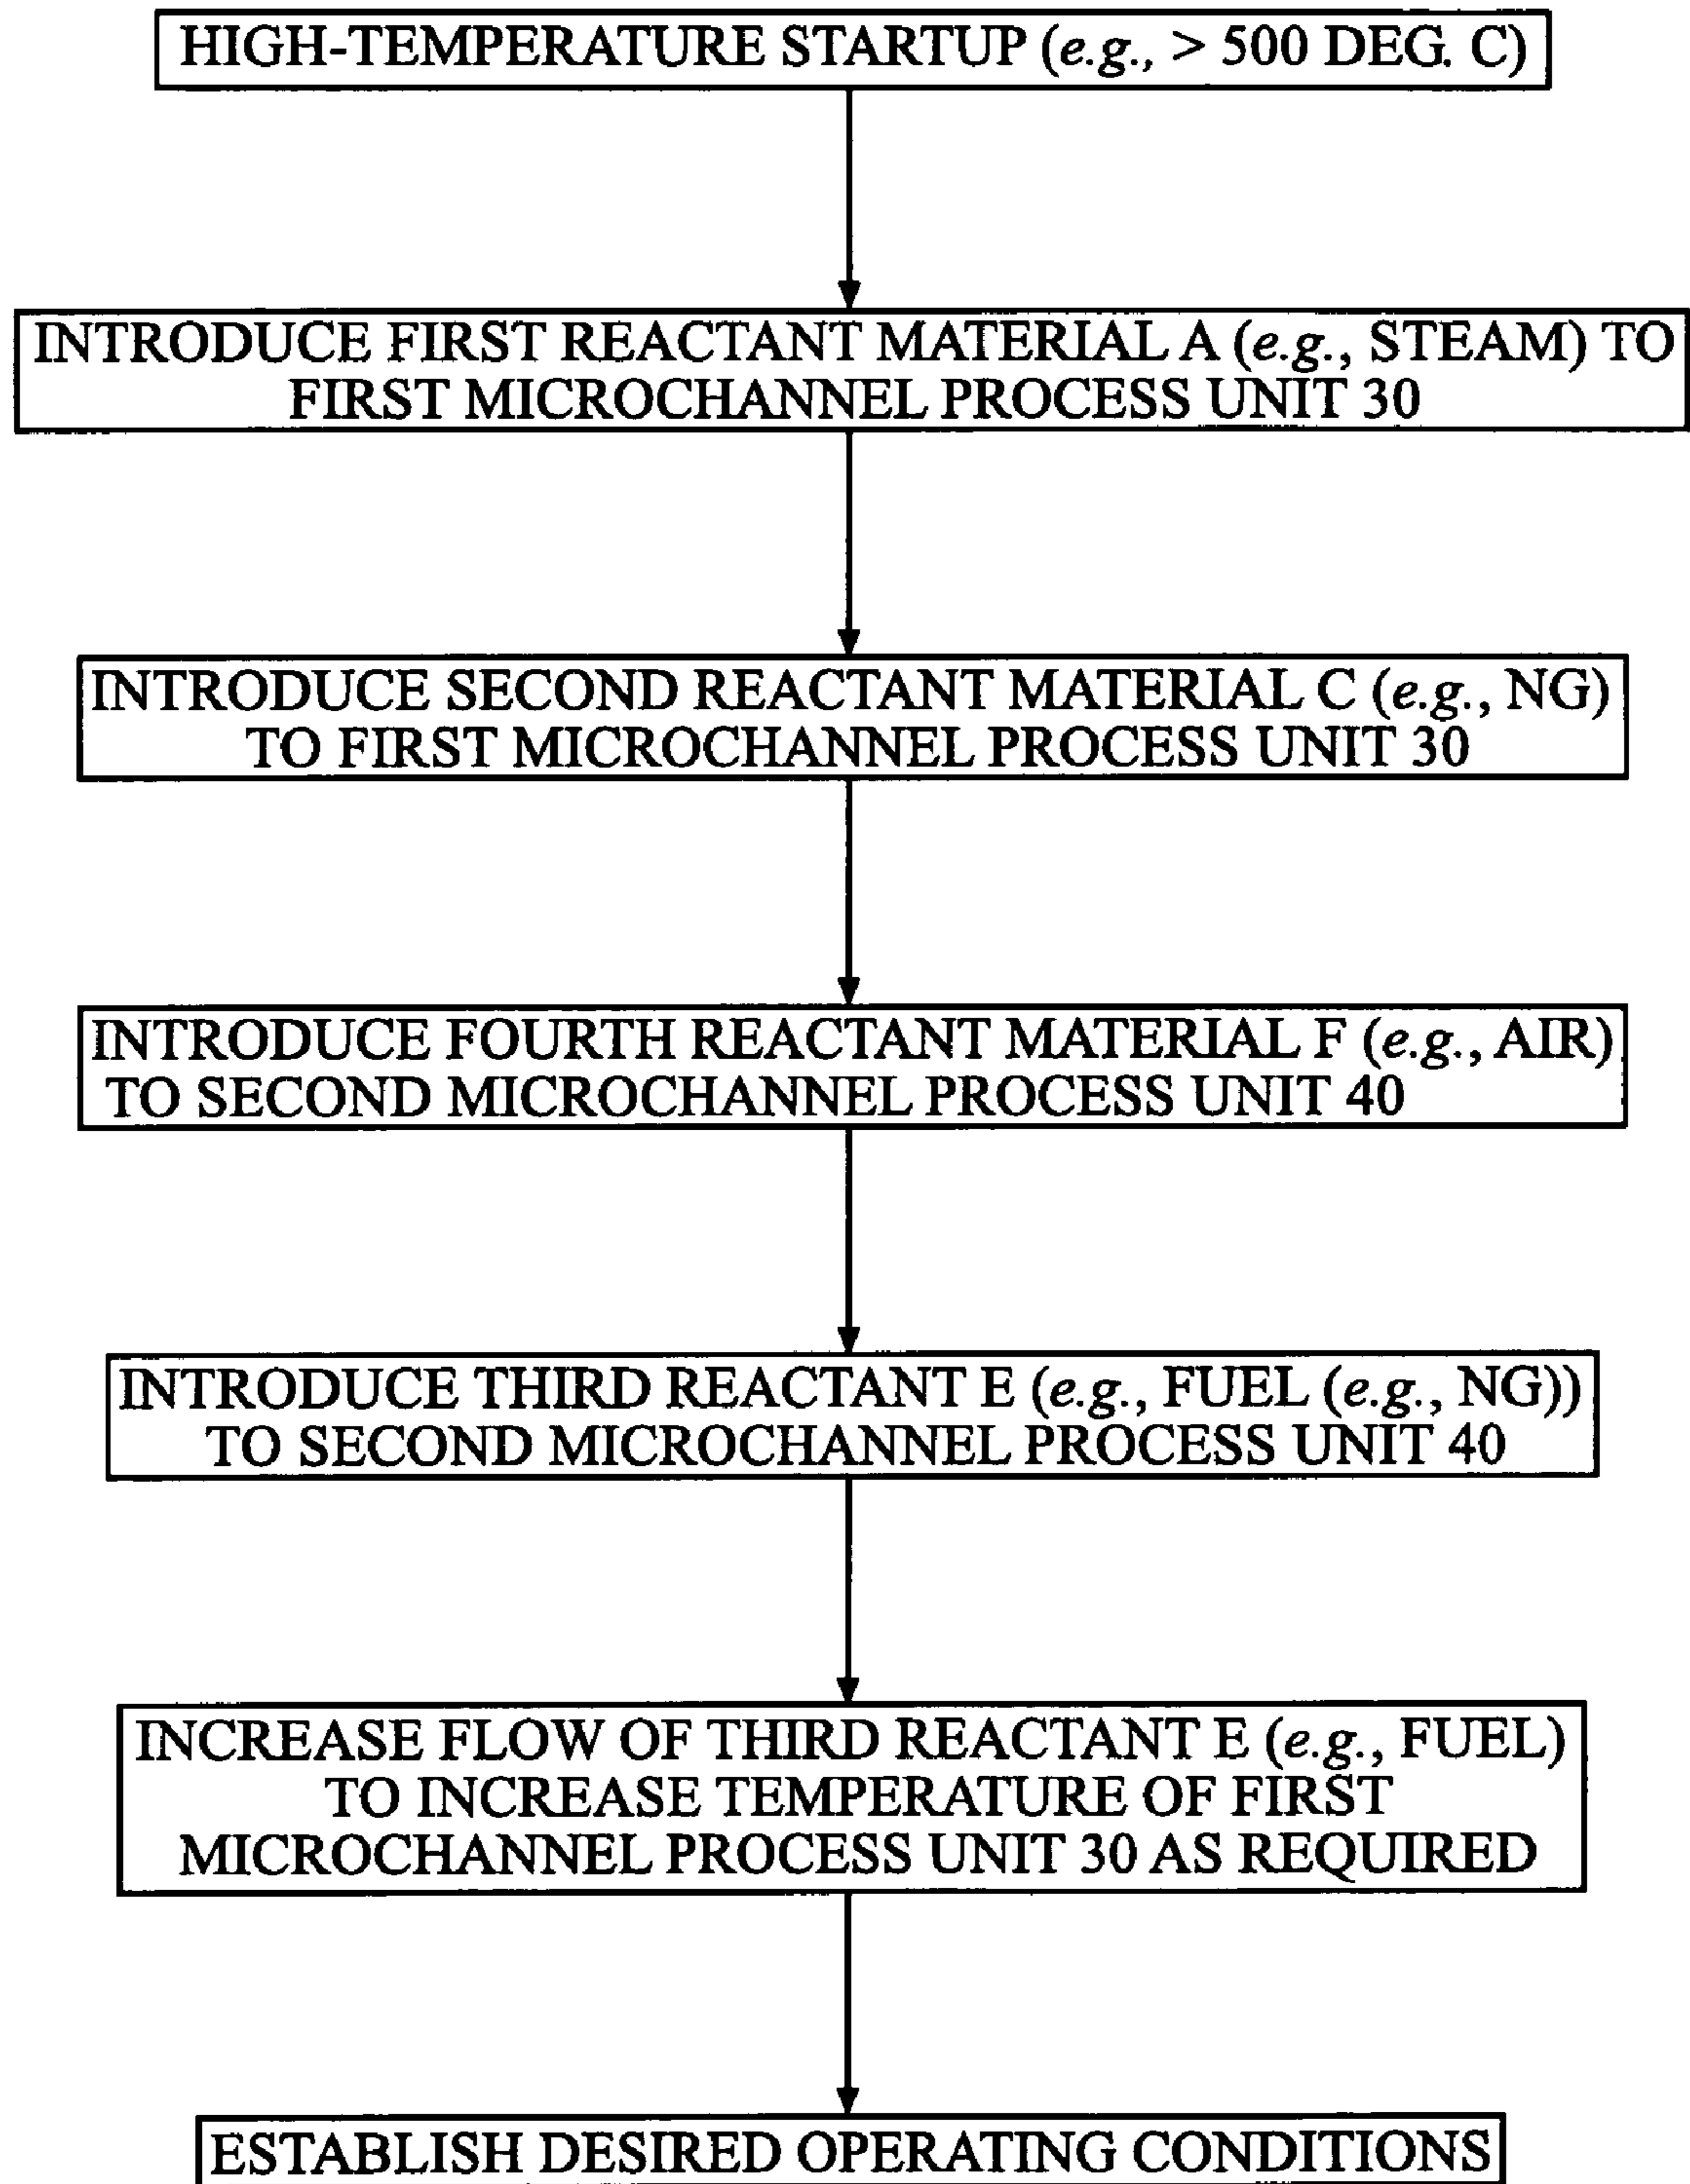 HIGH-TEMPERATURE STARTUP (e.g., > 500 DEG. C)
INTRODUCE FIRST REACTANT MATERIAL A (e.g., STEAM) TO
FIRST MICROCHANNEL PROCESS UNIT 30
INTRODUCE SECOND REACTANT MATERIAL C (e.g., NG)
TO FIRST MICROCHANNEL PROCESS UNIT 30
INTRODUCE FOURTH REACTANT MATERIAL F (e.g., AIR)
TO SECOND MICROCHANNEL PROCESS UNIT 40
INTRODUCE THIRD REACTANT E (e.g., FUEL (e.g., NG))
TO SECOND MICROCHANNEL PROCESS UNIT 40
INCREASE FLOW OF THIRD REACTANT E (e.g., FUEL)
TO INCREASE TEMPERATURE OF FIRST
MICROCHANNEL PROCESS UNIT 30 AS REQUIRED
ESTABLISH DESIRED OPERATING CONDITIONS